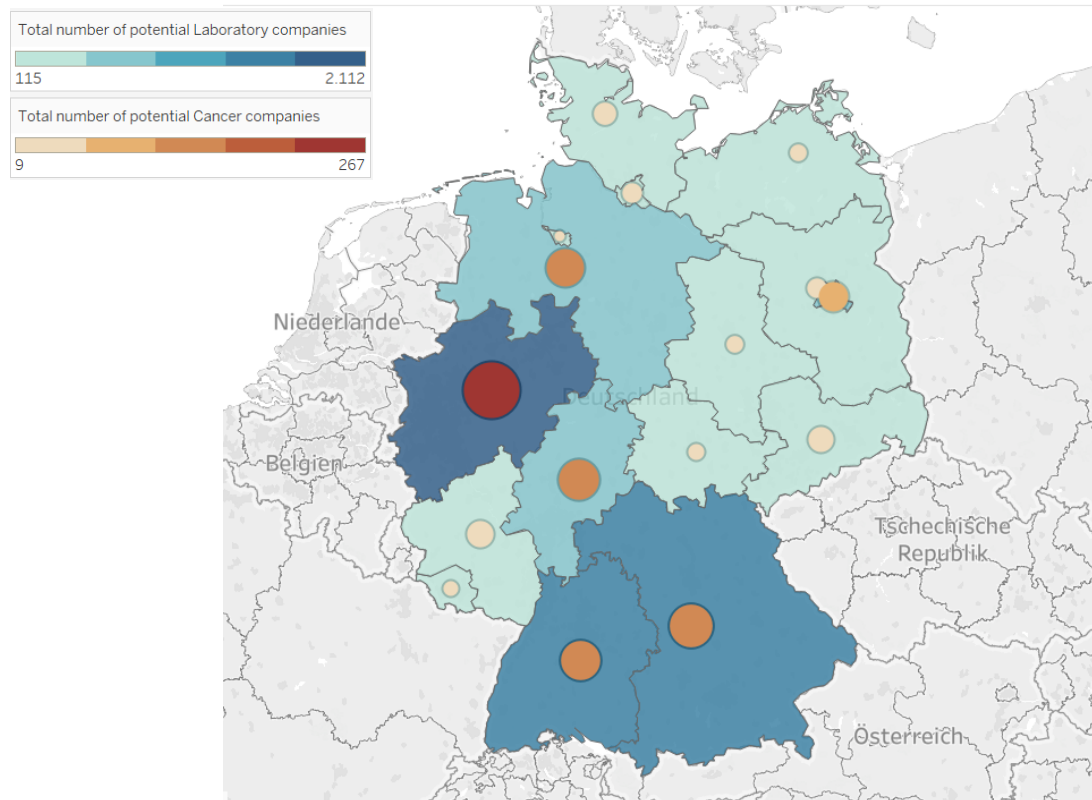 Total number of potential Laboratory companies
115 2.112
Total number of potential Cancer companies
9 267
Niederlande
Deutschland
Belgien
Tschechische
Republik
Österreich